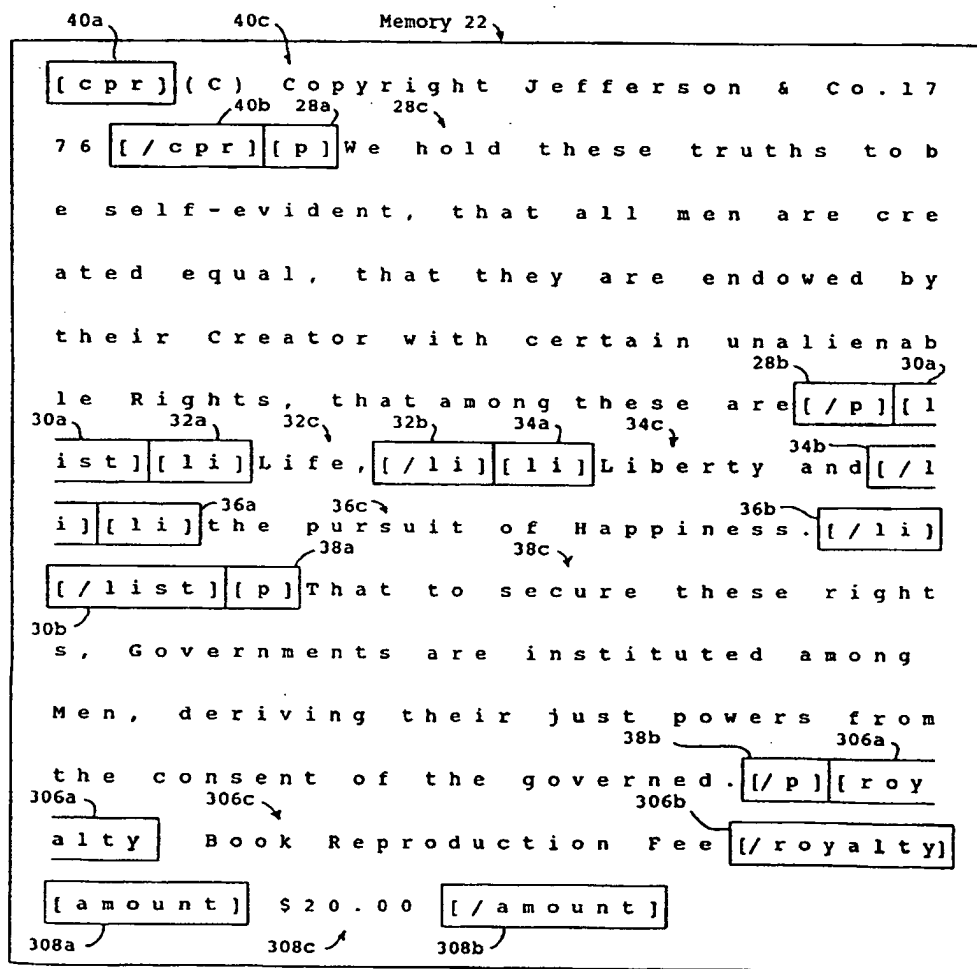 40a 40c Memory 22
[cpr](C) Copyright Jefferson & Co.17
40b 28a 28c
76 [/cpr][p]We hold these truths to b
e self-evident, that all men are cre
ated equal, that they are endowed by
their Creator with certain unalienab
28b 30a
le Rights, that among these are[/p][l
30a 32a 32c 32b 34a 34c 34b
ist][li]Life,[/li][li]Liberty and[/l
36a 36c 36b
i][li]the pursuit of Happiness.[/li]
38a 38c
[/list][p]That to secure these right
30b
s, Governments are instituted among
Men, deriving their just powers from
38b 306a
the consent of the governed.[/p][roy
306a 306c 306b
alty Book Reproduction Fee [/royalty]
[amount] $20.00 [/amount]
308a 308c 308b